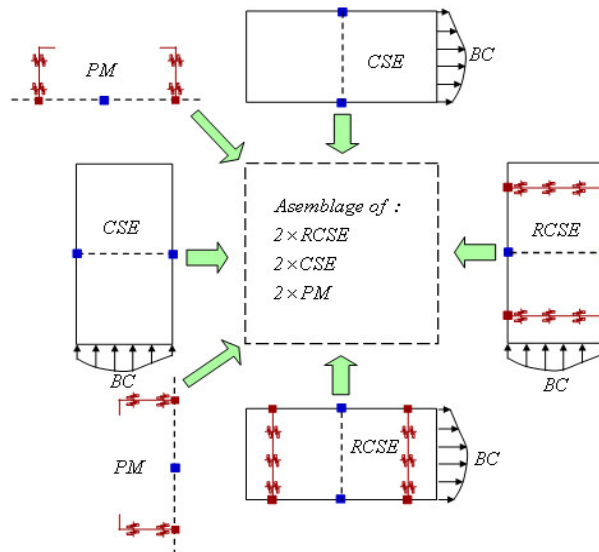 PM
CSE
BC
CSE
Asemblage of :
2×RCSE
2×CSE
2×PM
RCSE
BC
BC
PM
RCSE
BC